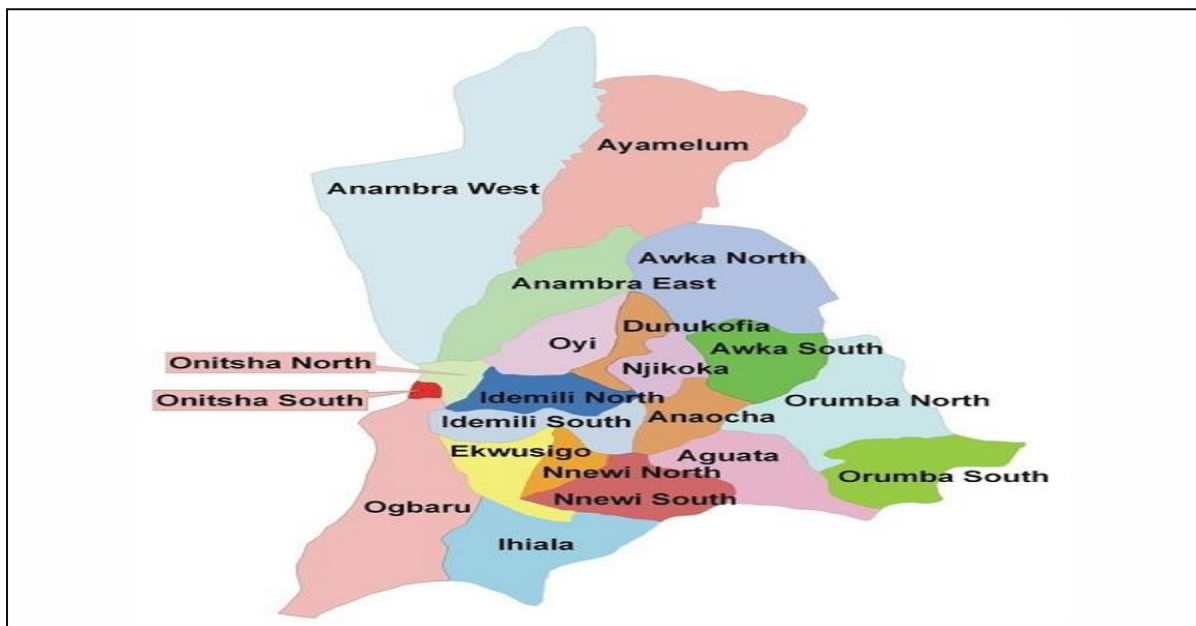 Ayamelum
Anambra West
Awka North
Anambra East
Dunukofia
Oyi
Awka South
Onitsha North
Njikoka
Onitsha South
Idemili North
Orumba North
Idemili South
Anaocha
Ekwusigo
Aguata
Nnewi North
Orumba South
Nnewi South
Ogbaru
Ihiala